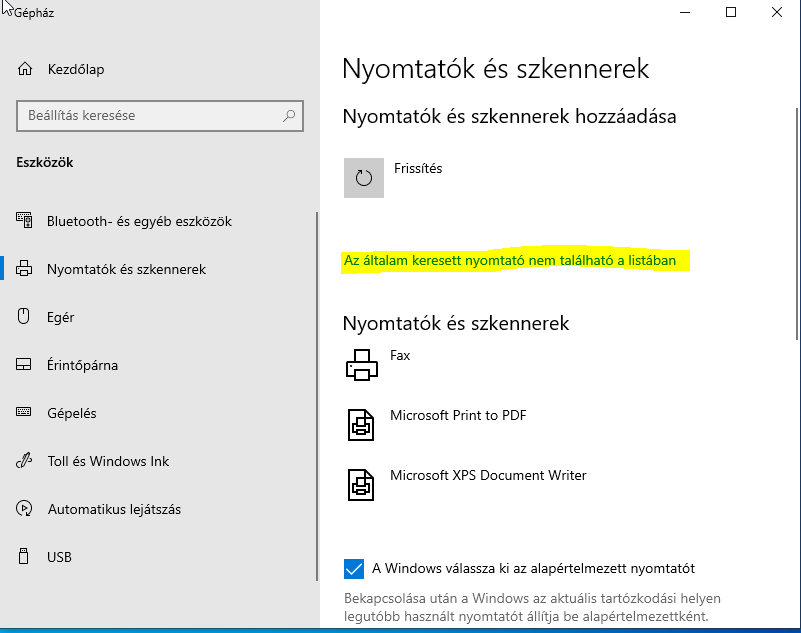 Gépház
Kezdőlap
Beállítás keresése
Eszközök
Bluetooth- és egyéb eszközök
Nyomtatók és szkennerek
Egér
Érintőpárna
Gépelés
Toll és Windows Ink
Automatikus lejátszás
USB
Nyomtatók és szkennerek
Nyomtatók és szkennerek hozzáadása
Frissítés
Az általam keresett nyomtató nem található a listában
Nyomtatók és szkennerek
Fax
Microsoft Print to PDF
Microsoft XPS Document Writer
A Windows válassza ki az alapértelmezett nyomtatót
Bekapcsolása után a Windows az aktuális tartózkodási helyen
legutóbb használt nyomtatót állítja be alapértelmezettként.